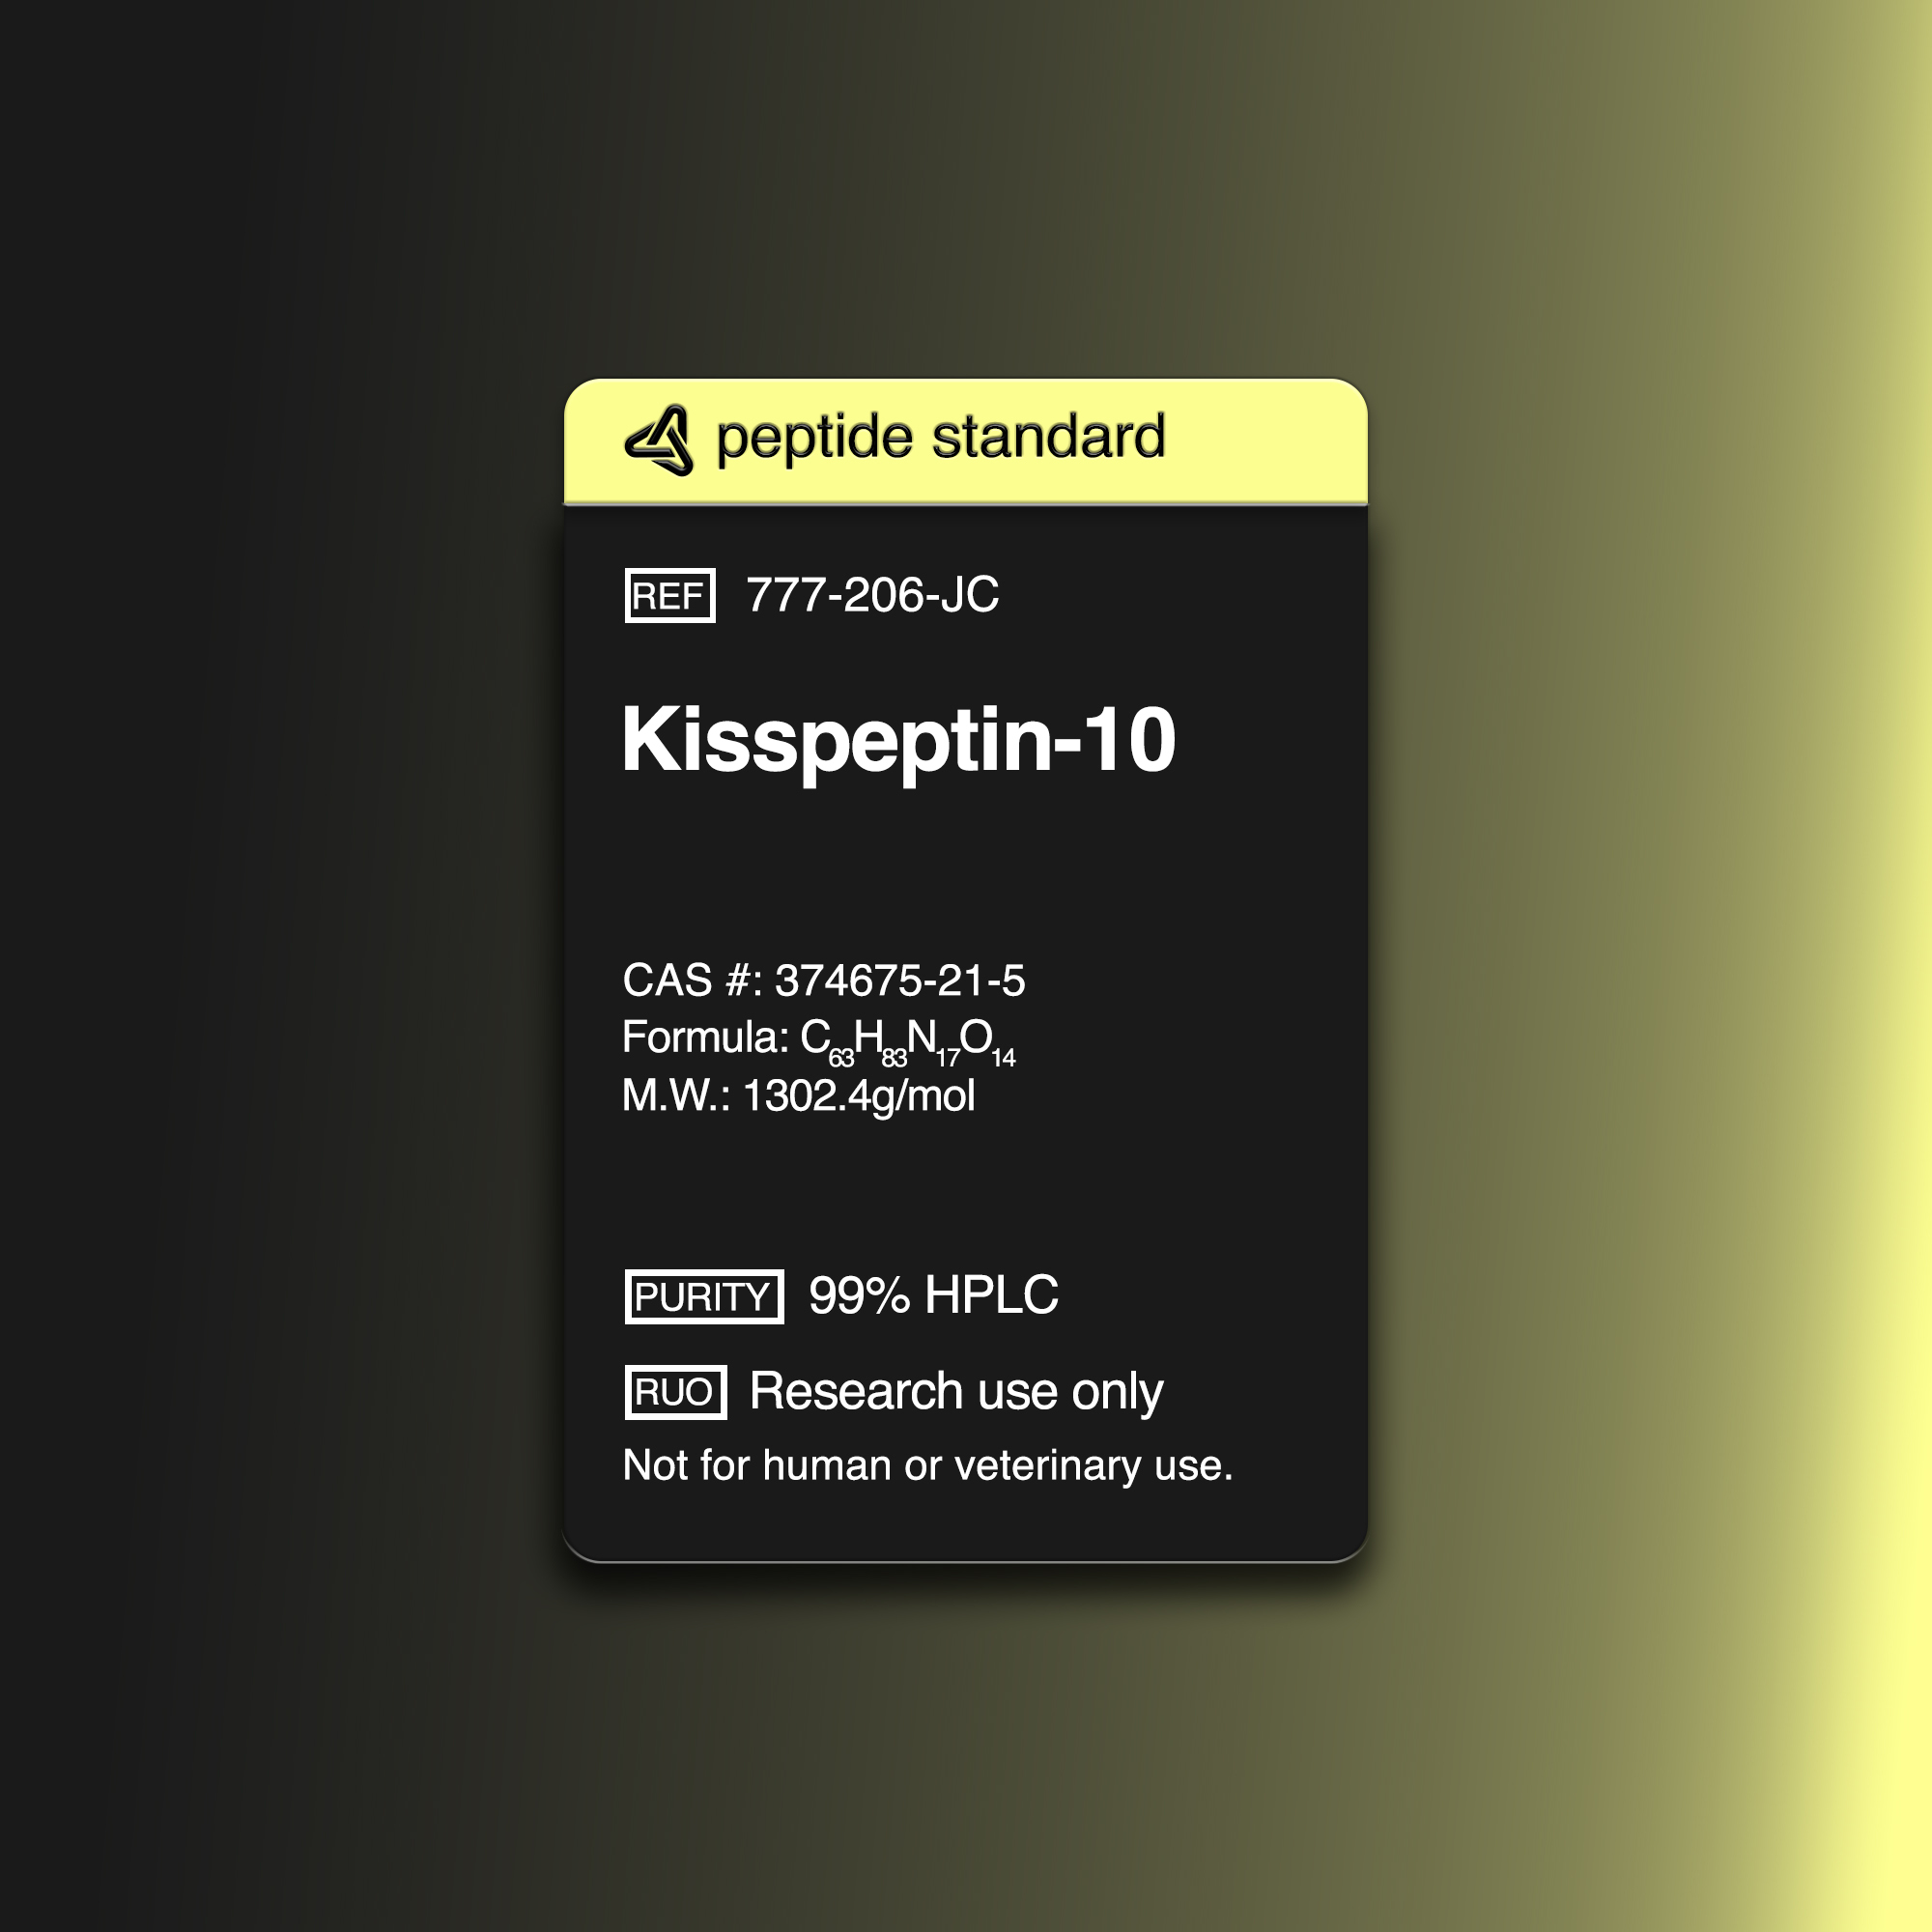 peptide standard
REF 777-206-JC
Kisspeptin-10
CAS #: 374675-21-5
Formula: C₆₃H₈₃N₁₇O₁₄
M.W.: 1302.4g/mol
PURITY 99% HPLC
RUO Research use only
Not for human or veterinary use.